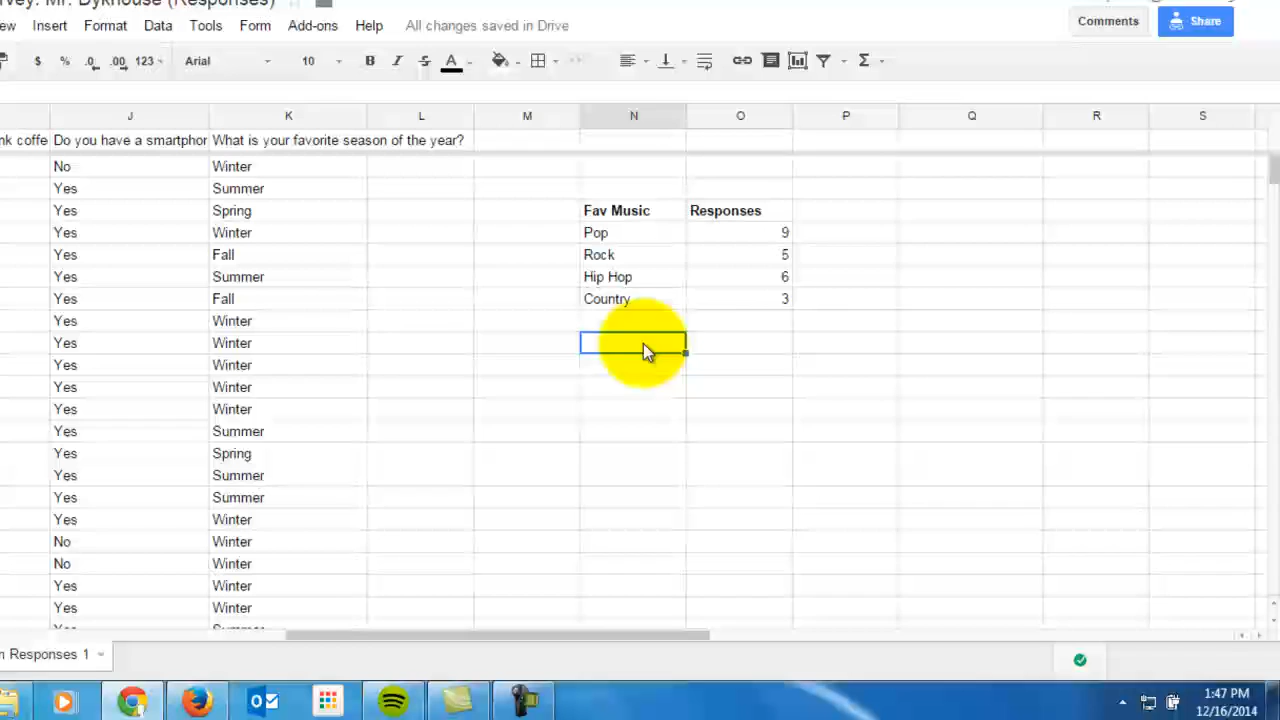 rvey: Mr. Dykhouse (Responses)
ew Insert Format Data Tools Form Add-ons Help All changes saved in Drive
Comments Share
$ % .0 .00 123 Arial 10 B I S A Σ
J K L M N O P Q R S
nk coffe Do you have a smartphor What is your favorite season of the year?
No Winter
Yes Summer
Yes Spring Fav Music Responses
Yes Winter Pop 9
Yes Fall Rock 5
Yes Summer Hip Hop 6
Yes Fall Country 3
Yes Winter
Yes Winter
Yes Winter
Yes Winter
Yes Winter
Yes Summer
Yes Spring
Yes Summer
Yes Summer
Yes Winter
No Winter
No Winter
Yes Winter
Yes Winter
Yes Summer
n Responses 1
1:47 PM
12/16/2014